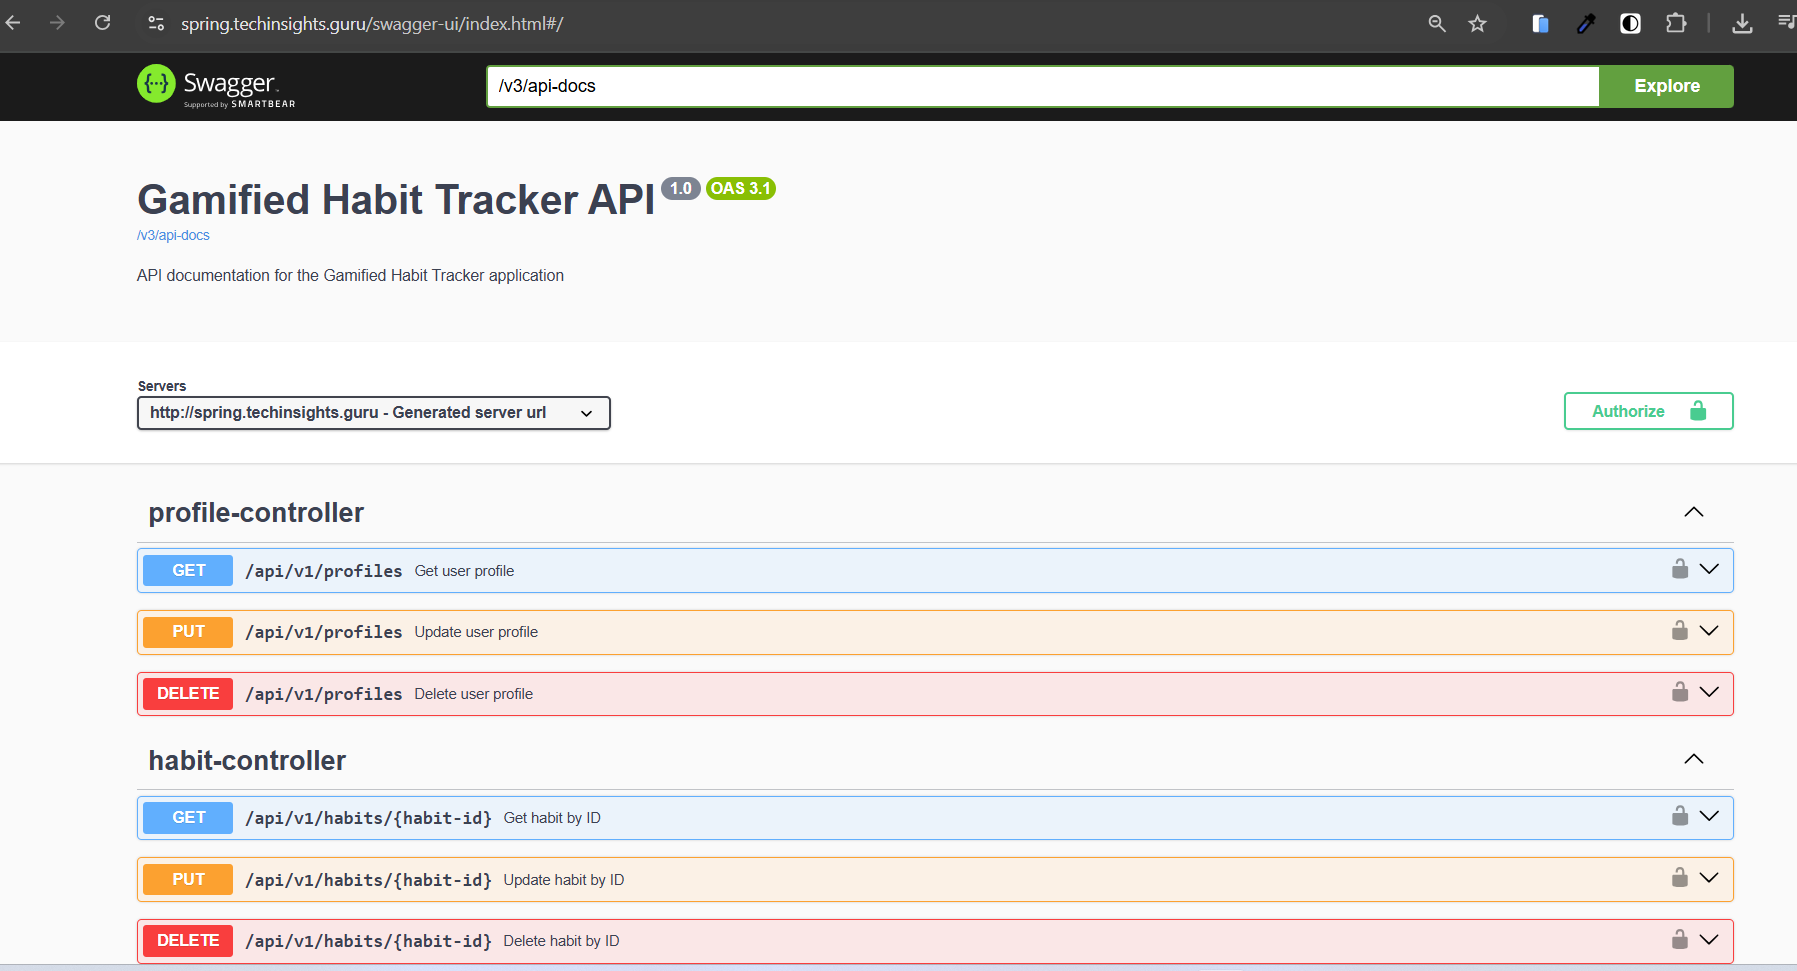 spring.techinsights.guru/swagger-ui/index.html#/
{···} Swagger.
Supported by SMARTBEAR
/v3/api-docs
Explore
Gamified Habit Tracker API 1.0 OAS 3.1
/v3/api-docs
API documentation for the Gamified Habit Tracker application
Servers
http://spring.techinsights.guru - Generated server url
Authorize
profile-controller
GET /api/v1/profiles Get user profile
PUT /api/v1/profiles Update user profile
DELETE /api/v1/profiles Delete user profile
habit-controller
GET /api/v1/habits/{habit-id} Get habit by ID
PUT /api/v1/habits/{habit-id} Update habit by ID
DELETE /api/v1/habits/{habit-id} Delete habit by ID